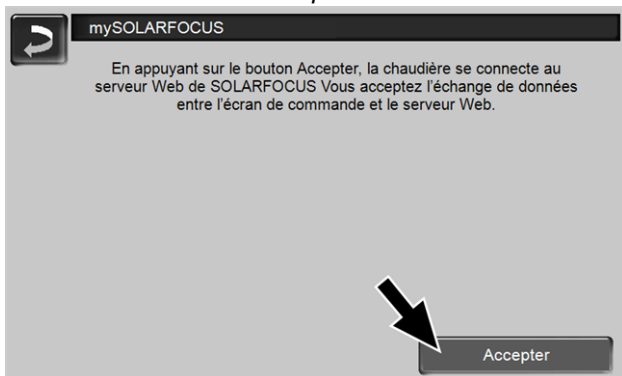 mySOLARFOCUS
En appuyant sur le bouton Accepter, la chaudière se connecte au
serveur Web de SOLARFOCUS Vous acceptez l'échange de données
entre l'écran de commande et le serveur Web.
Accepter